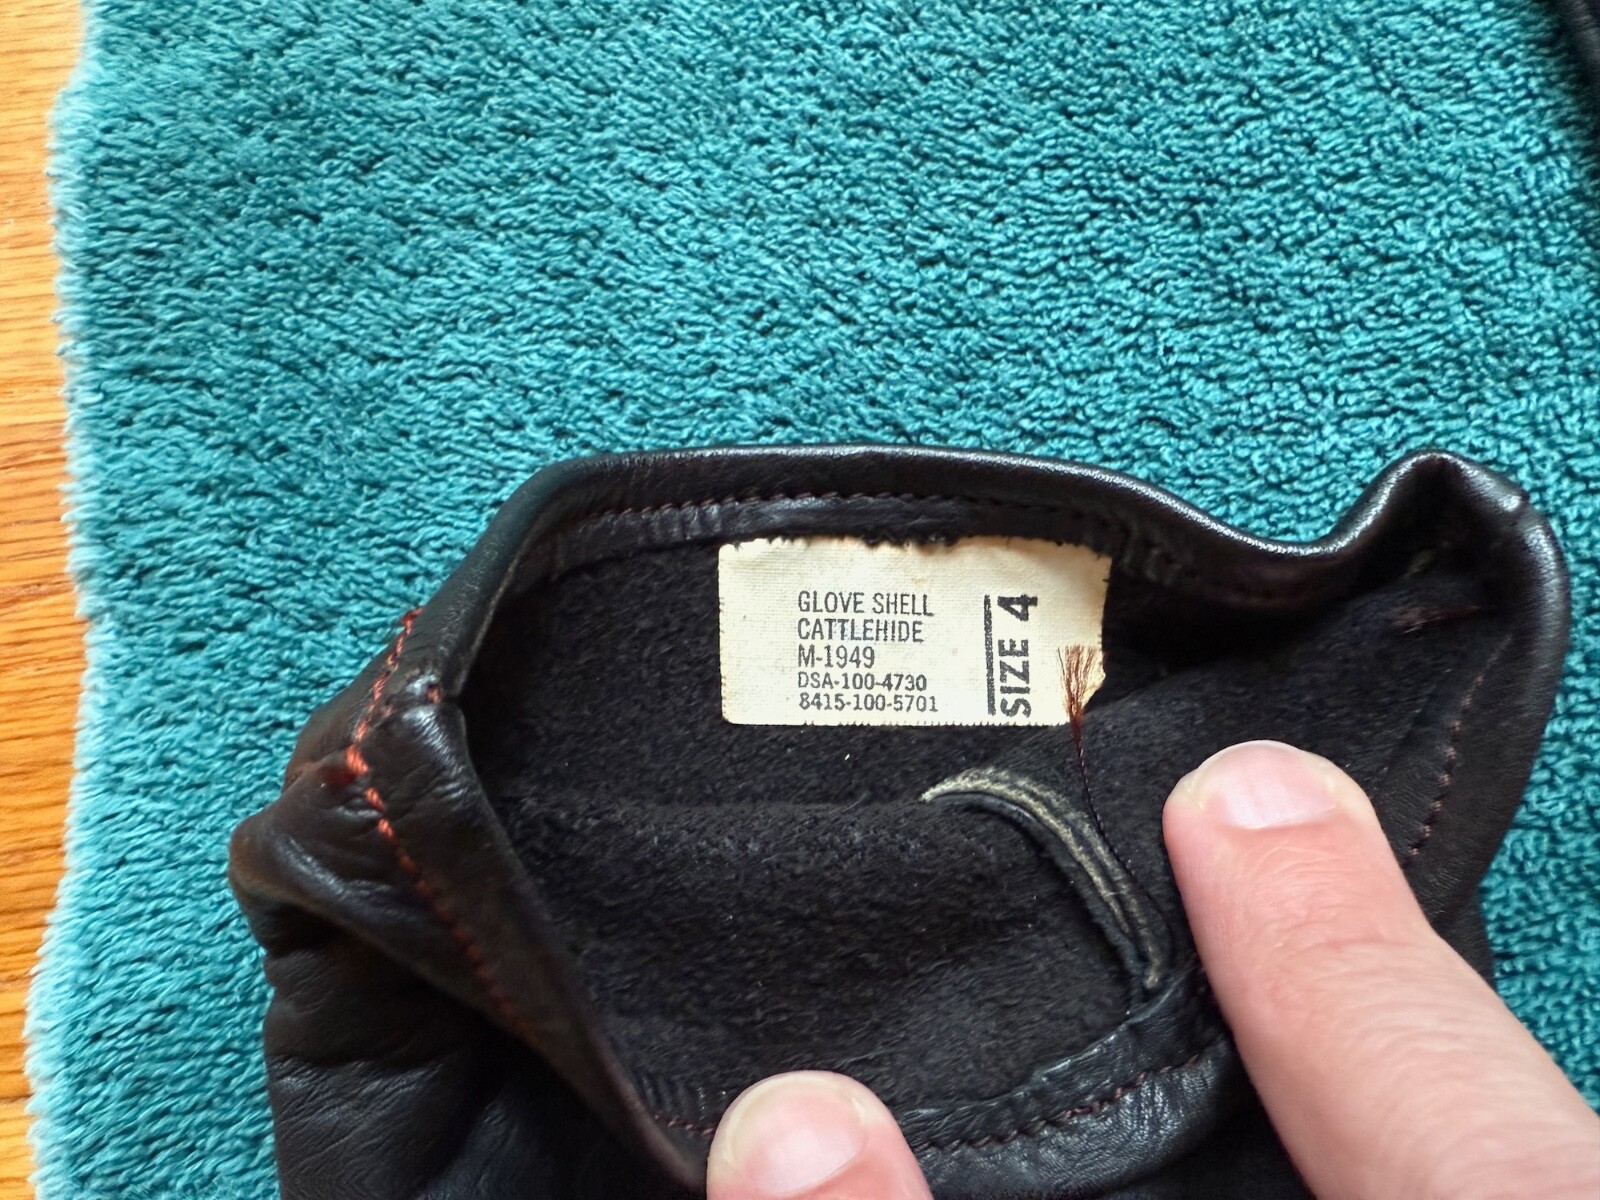 GLOVE SHELL
CATTLEHIDE
M-1949
DSA-100-4730
8415-100-5701
SIZE 4